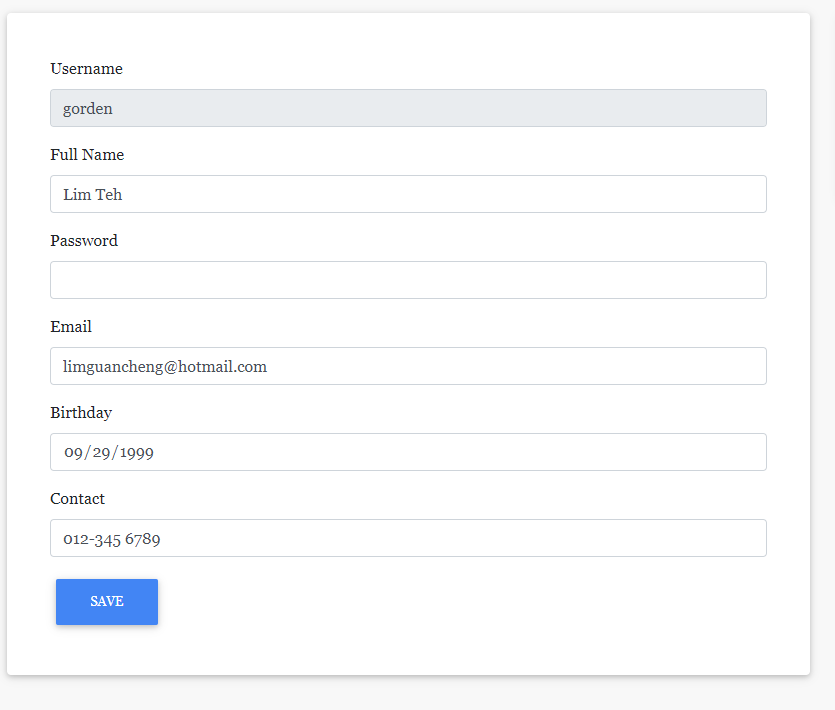 Username
gorden
Full Name
Lim Teh
Password
Email
limguancheng@hotmail.com
Birthday
09/29/1999
Contact
012-345 6789
SAVE